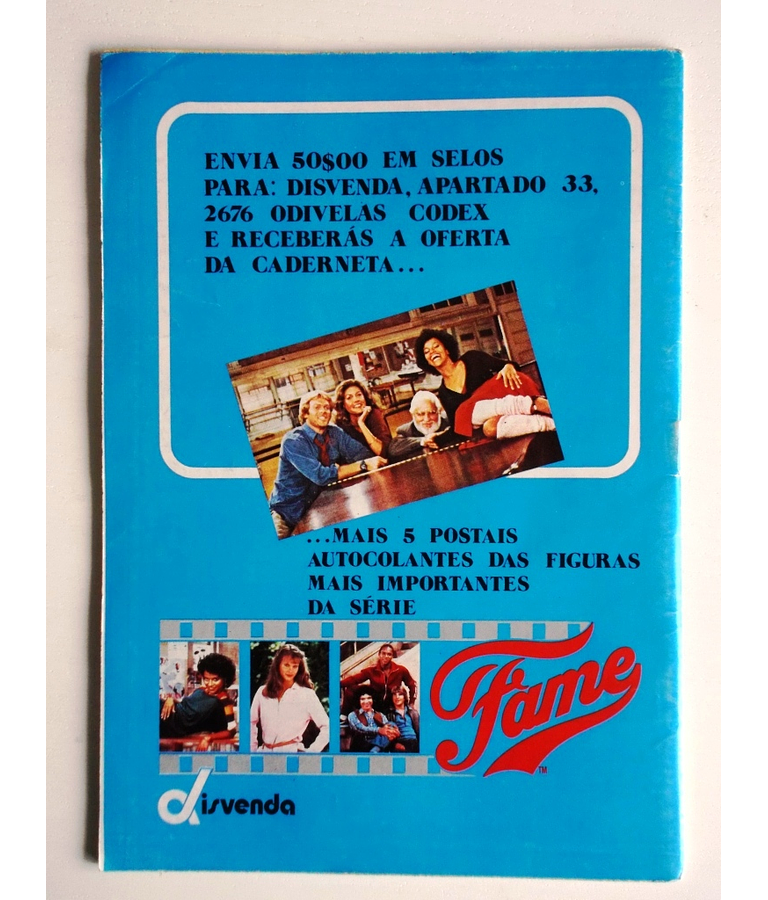 ENVIA 50$00 EM SELOS
PARA: DISVENDA, APARTADO 33,
2676 ODIVELAS CODEX
E RECEBERÁS A OFERTA
DA CADERNETA...
...MAIS 5 POSTAIS
AUTOCOLANTES DAS FIGURAS
MAIS IMPORTANTES
DA SÉRIE
Fame
TM
disvenda